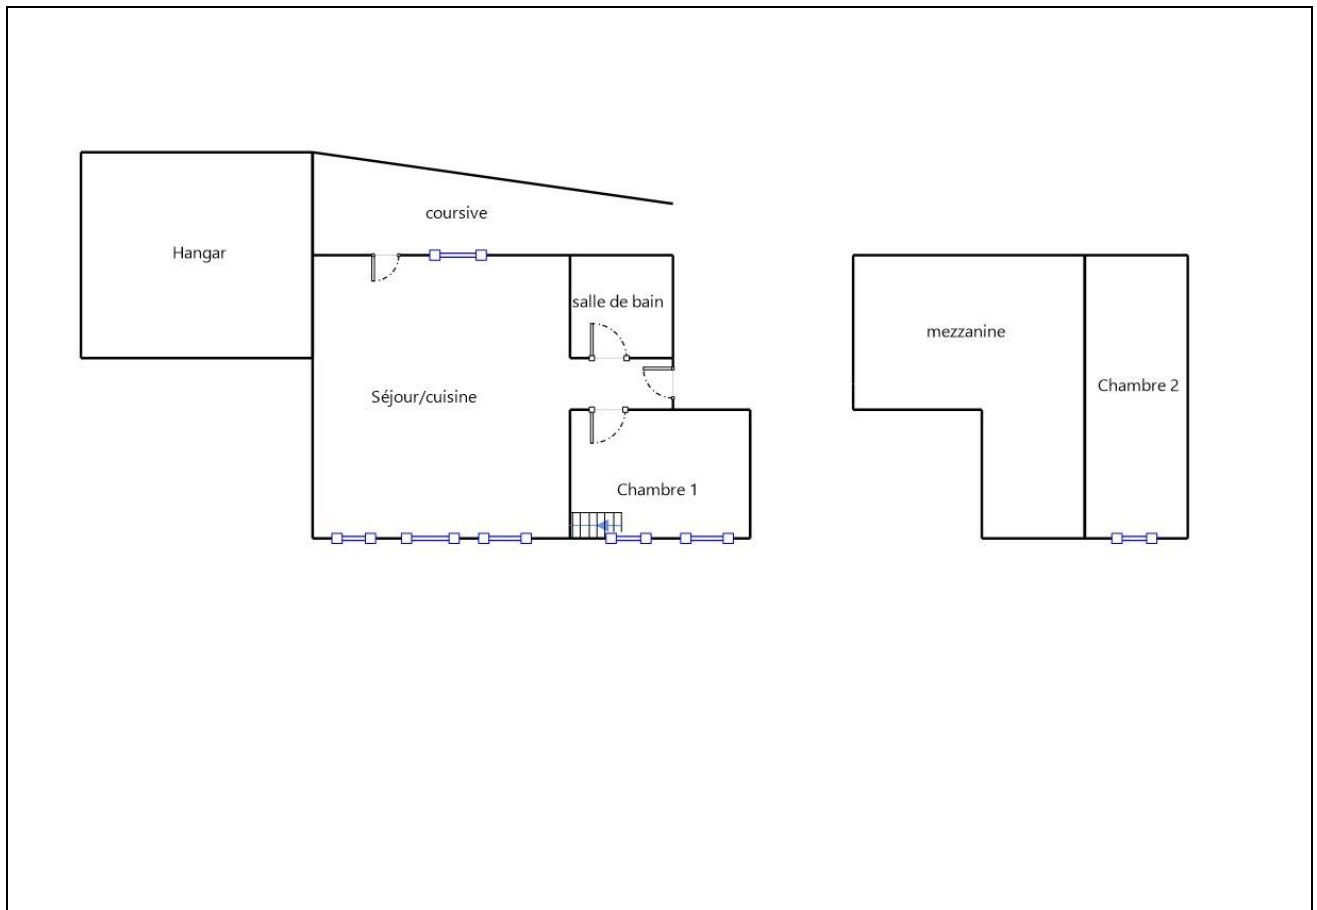 coursive
Hangar
salle de bain
mezzanine
Chambre 2
Séjour/cuisine
Chambre 1